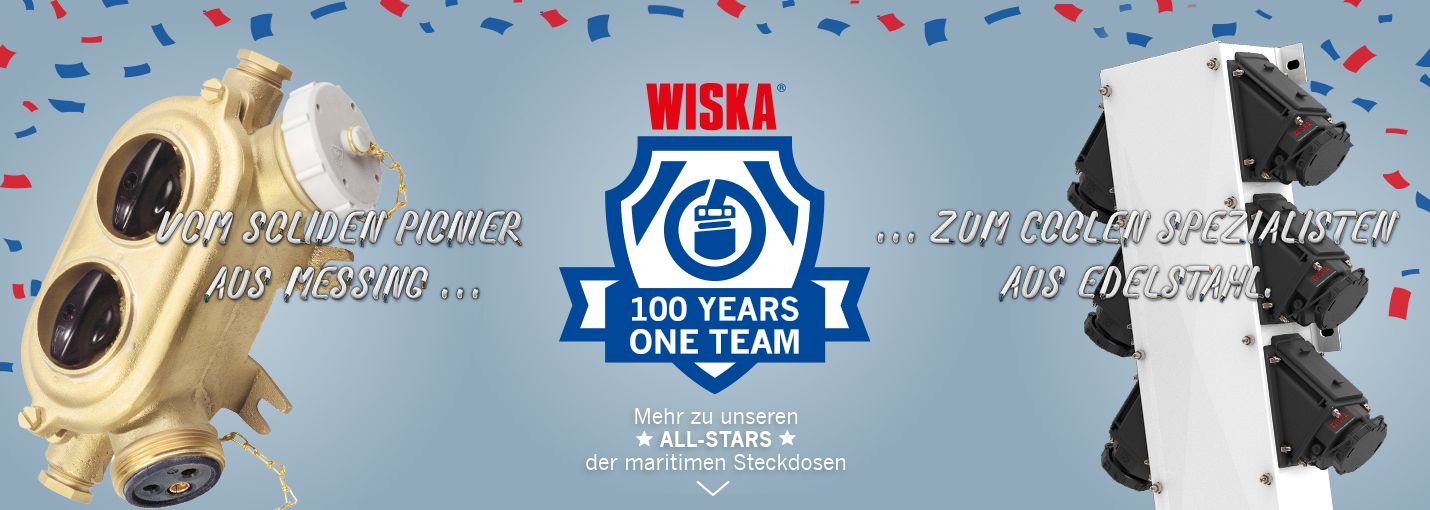 WISKA®
VOM SOLIDEN PIONIER
AUS MESSING ...
100 YEARS
ONE TEAM
... ZUM COOLEN SPEZIALISTEN
AUS EDELSTAHL.
Mehr zu unseren
★ ALL-STARS ★
der maritimen Steckdosen